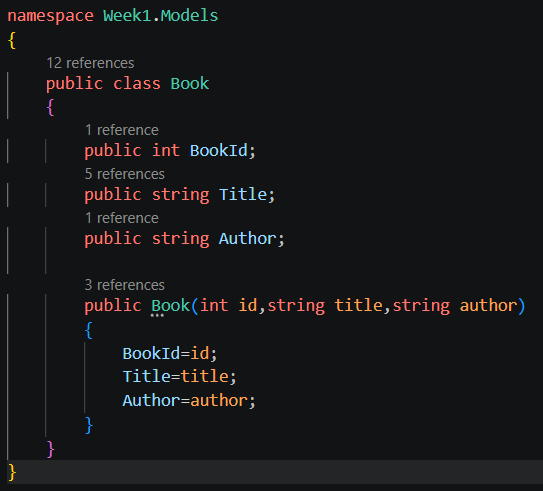 namespace Week1.Models
{
12 references
public class Book
{
1 reference
public int BookId;
5 references
public string Title;
1 reference
public string Author;
3 references
public Book(int id,string title,string author)
{
BookId=id;
Title=title;
Author=author;
}
}
}